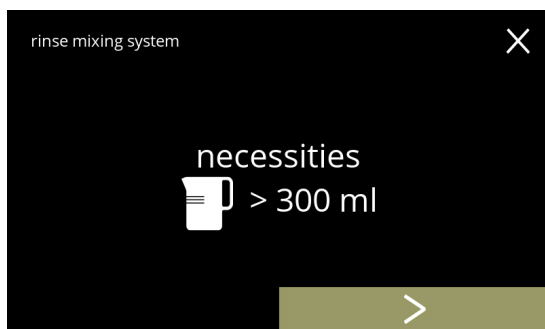 rinse mixing system
necessities
> 300 ml